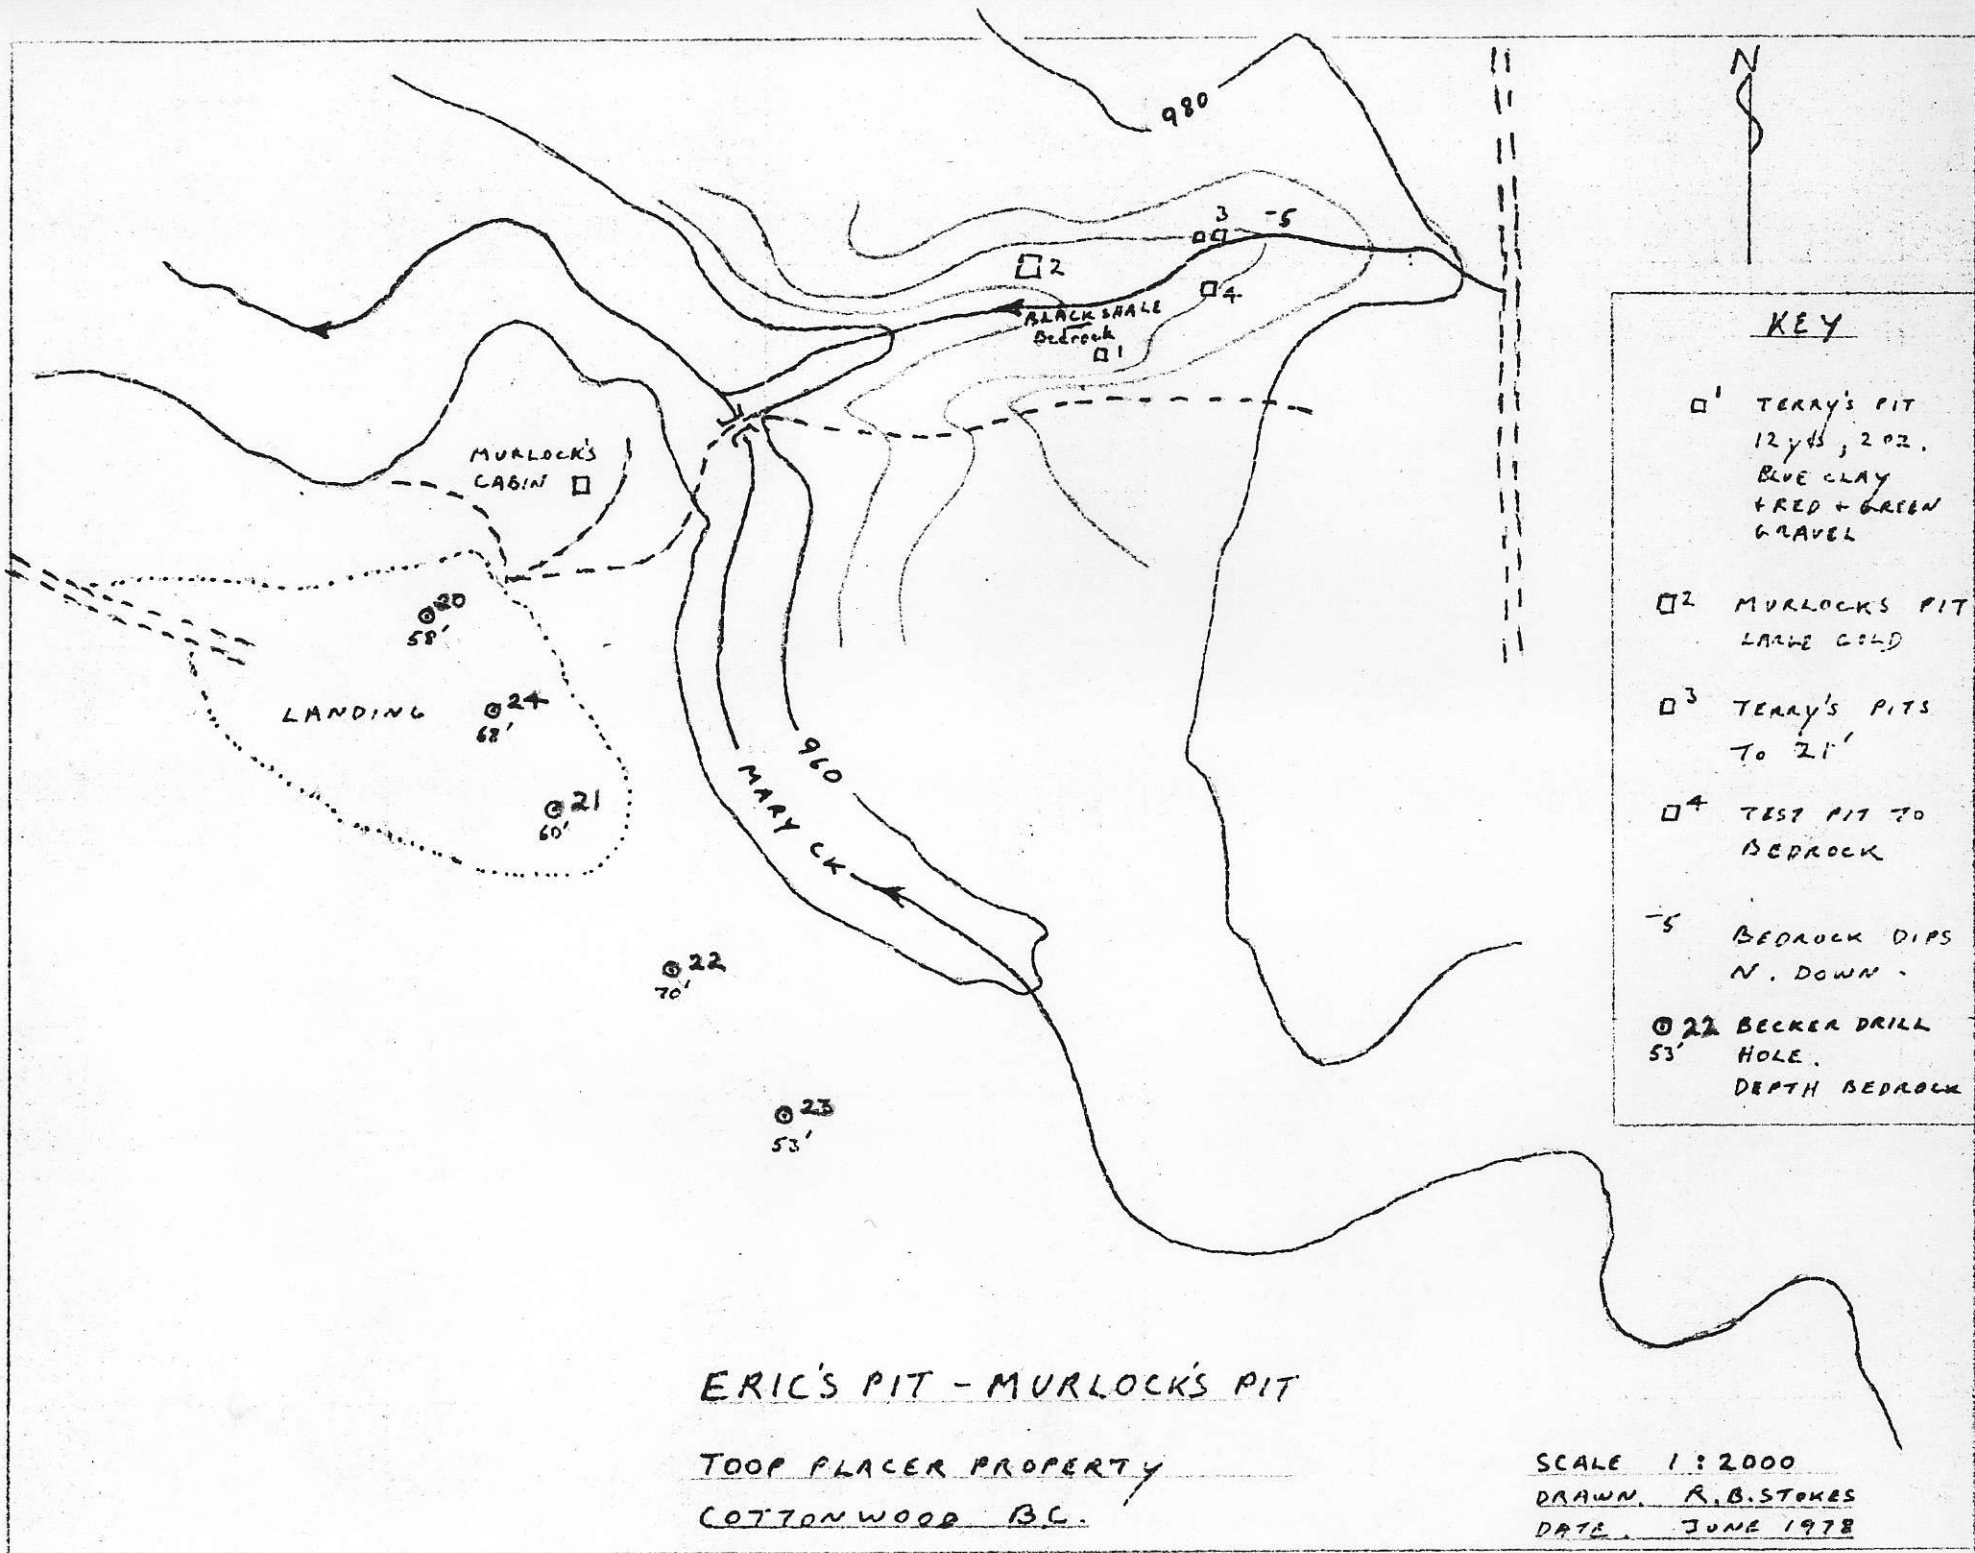 N
980
3
-5
2
4
BLACK SHALE
Bedrock
1
MURLOCK'S
CABIN
20
58'
LANDING
24
68'
21
60'
960
MARY CK
22
70'
23
53'
KEY
1 TERRY'S PIT
12 yds, 2 OZ.
BLUE CLAY
+ RED + GREEN
GRAVEL
2 MURLOCKS PIT
LARGE GOLD
3 TERRY'S PITS
TO 21'
4 TEST PIT TO
BEDROCK
-5 BEDROCK DIPS
N. DOWN.
22 BECKER DRILL
53' HOLE.
DEPTH BEDROCK
ERIC'S PIT - MURLOCK'S PIT
TOOP PLACER PROPERTY
COTTONWOOD B.C.
SCALE 1:2000
DRAWN. R.B.STOKES
DATE. JUNE 1978